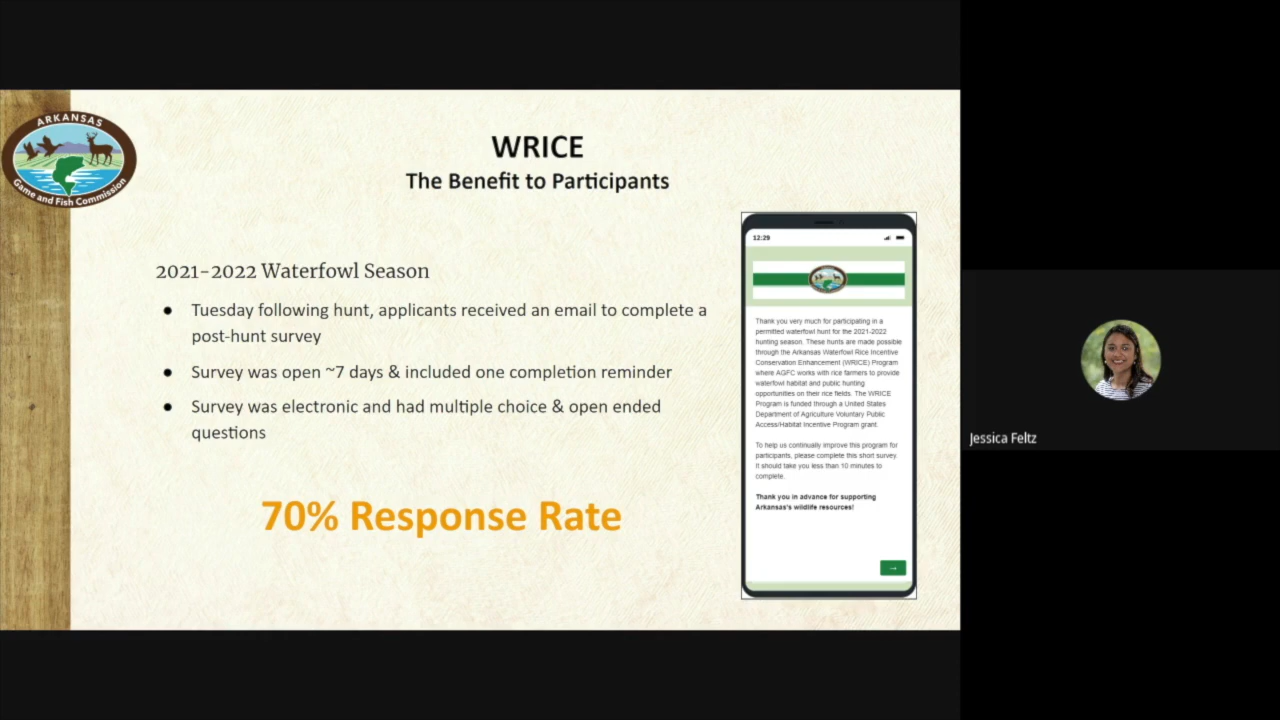 ARKANSAS
Game and Fish Commission
WRICE
The Benefit to Participants
2021-2022 Waterfowl Season
● Tuesday following hunt, applicants received an email to complete a
post-hunt survey
● Survey was open ~7 days & included one completion reminder
● Survey was electronic and had multiple choice & open ended
questions
70% Response Rate
12:29
Thank you very much for participating in a
permitted waterfowl hunt for the 2021-2022
hunting season. These hunts are made possible
through the Arkansas Waterfowl Rice Incentive
Conservation Enhancement (WRICE) Program
where AGFC works with rice farmers to provide
waterfowl habitat and public hunting
opportunities on their rice fields. The WRICE
Program is funded through a United States
Department of Agriculture Voluntary Public
Access/Habitat Incentive Program grant.
To help us continually improve this program for
participants, please complete this short survey.
It should take you less than 10 minutes to
complete.
Thank you in advance for supporting
Arkansas's wildlife resources!
→
Jessica Feltz